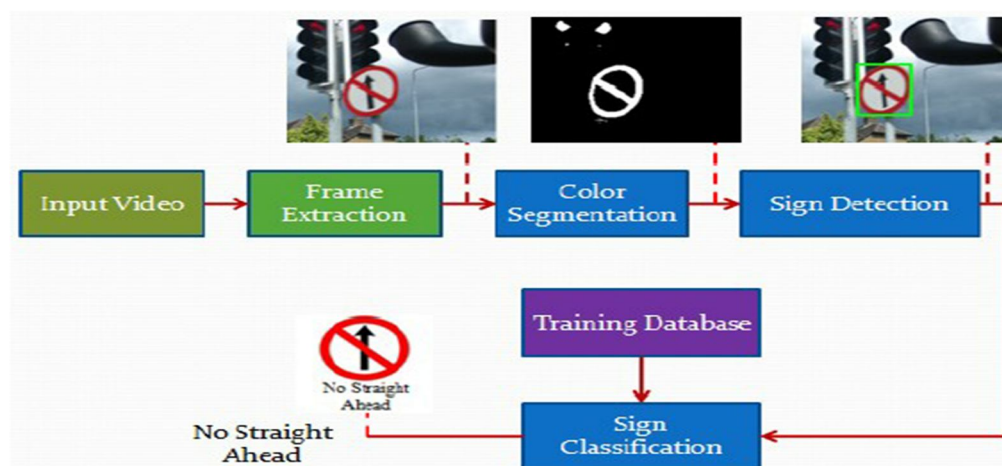 Input Video
Frame
Extraction
Color
Segmentation
Sign Detection
Training Database
No Straight
Ahead
No Straight
Ahead
Sign
Classification